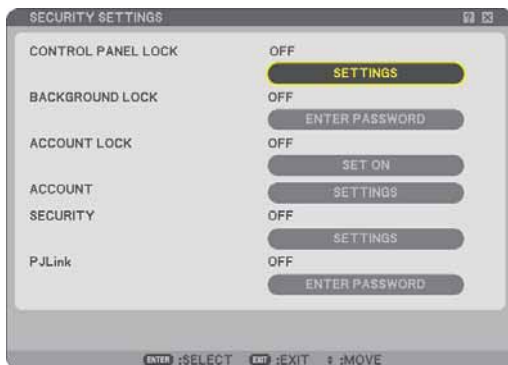 SECURITY SETTINGS
CONTROL PANEL LOCK OFF
SETTINGS
BACKGROUND LOCK OFF
ENTER PASSWORD
ACCOUNT LOCK OFF
SET ON
ACCOUNT SETTINGS
SECURITY OFF
SETTINGS
PJLink OFF
ENTER PASSWORD
ENTER :SELECT EXIT :EXIT :MOVE